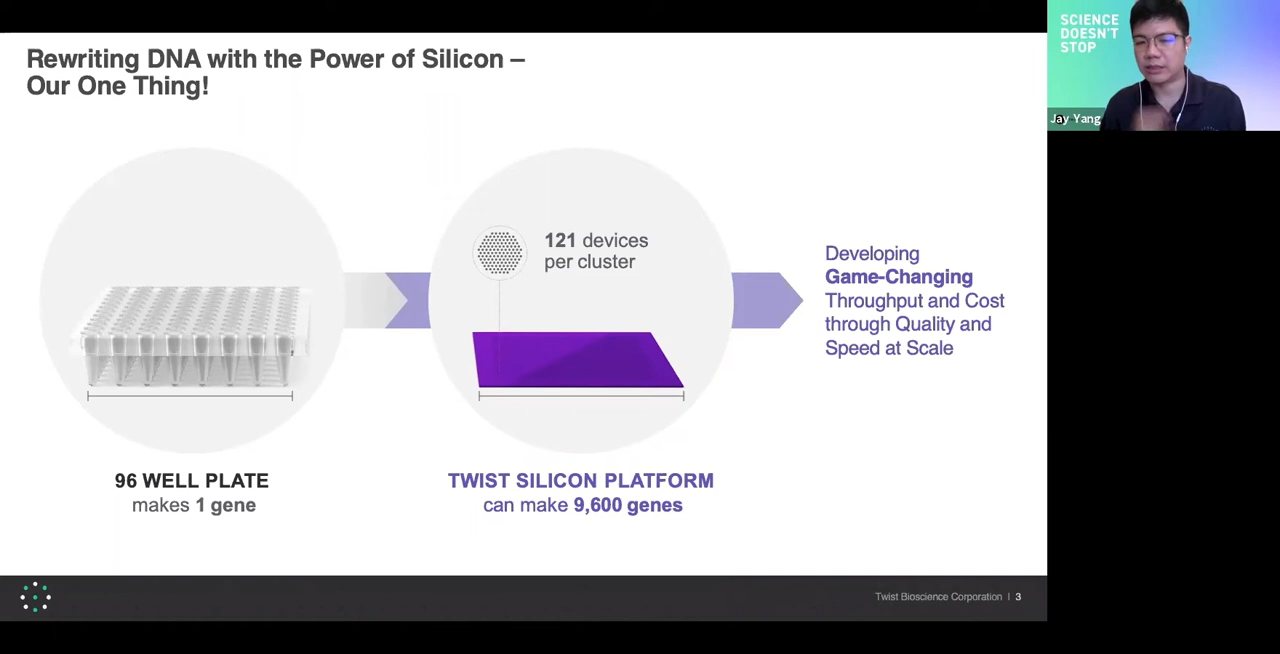 Rewriting DNA with the Power of Silicon –
Our One Thing!
121 devices
per cluster
Developing
Game-Changing
Throughput and Cost
through Quality and
Speed at Scale
96 WELL PLATE
makes 1 gene
TWIST SILICON PLATFORM
can make 9,600 genes
Twist Bioscience Corporation | 3
SCIENCE
DOESN'T
STOP
Jay Yang